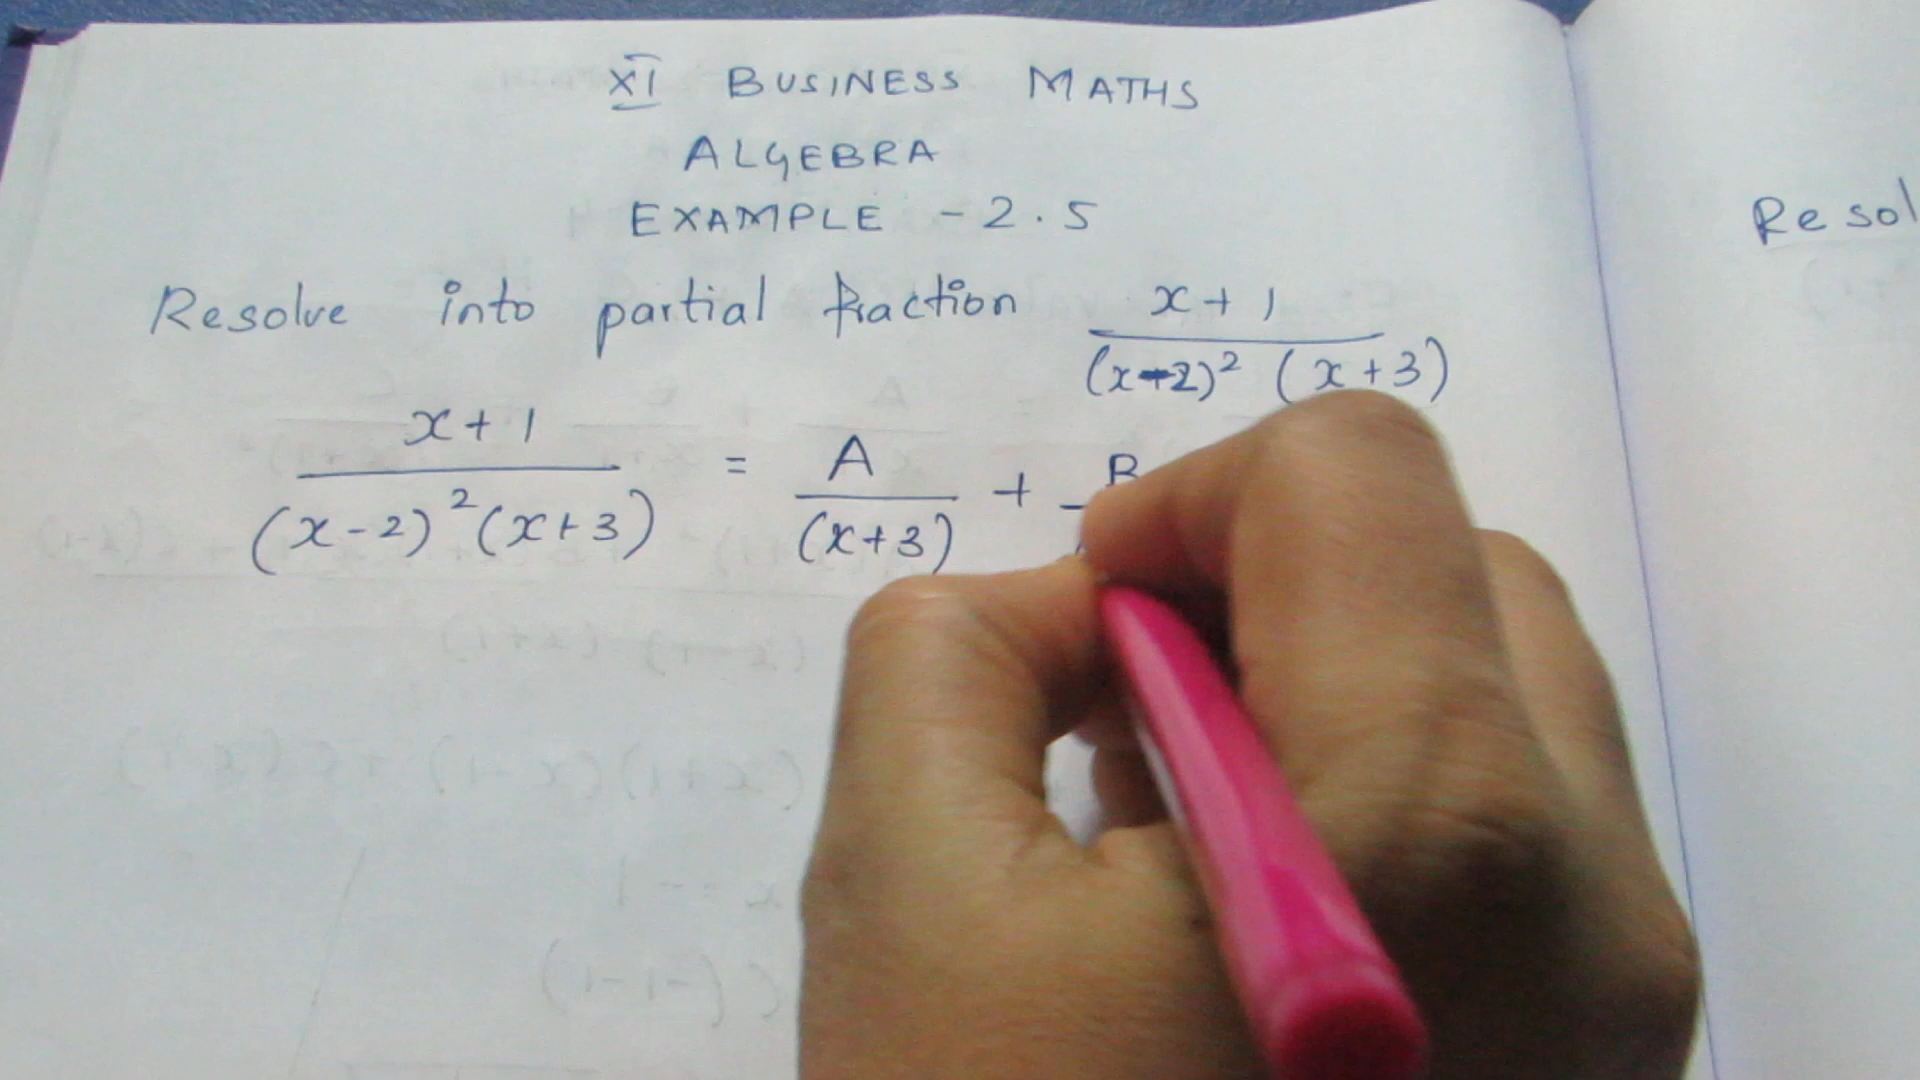 XI BUSINESS MATHS
ALGEBRA
EXAMPLE - 2.5
Resolve into partial fraction x+1 / (x-2)² (x+3)
x+1 / (x-2)²(x+3) = A / (x+3) + B
Resol